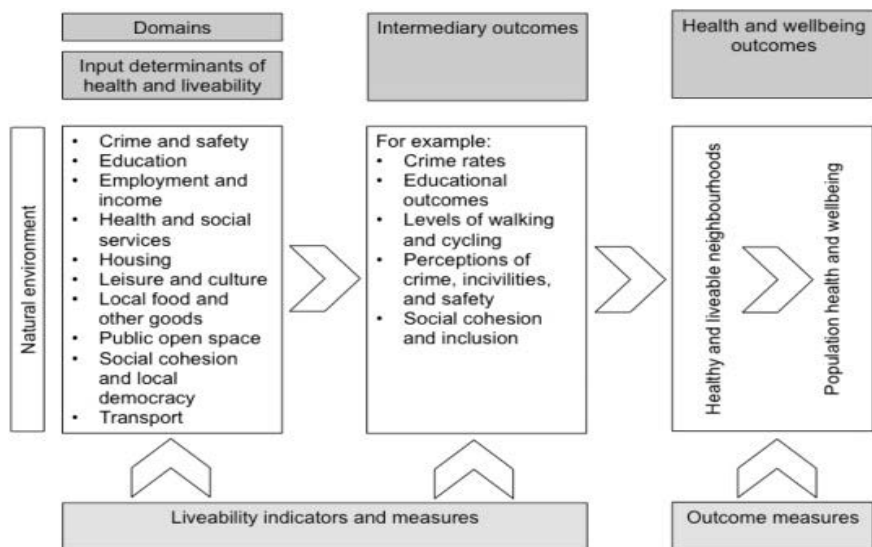 Domains
Input determinants of
health and liveability
Intermediary outcomes
Health and wellbeing
outcomes
Natural environment
• Crime and safety
• Education
• Employment and
income
• Health and social
services
• Housing
• Leisure and culture
• Local food and
other goods
• Public open space
• Social cohesion
and local
democracy
• Transport
For example:
• Crime rates
• Educational
outcomes
• Levels of walking
and cycling
• Perceptions of
crime, incivilities,
and safety
• Social cohesion
and inclusion
Healthy and liveable neighbourhoods
Population health and wellbeing
Liveability indicators and measures
Outcome measures